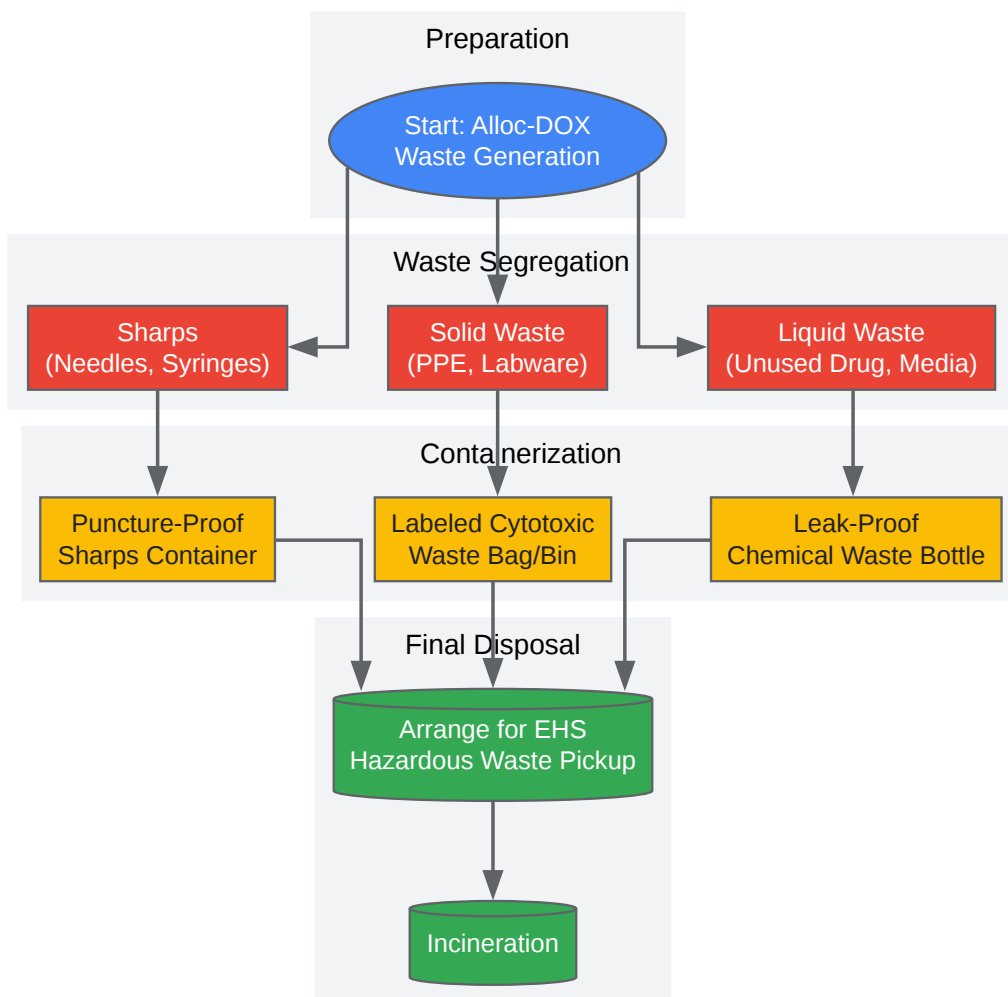 Preparation
Start: Alloc-DOX
Waste Generation
Waste Segregation
Sharps
(Needles, Syringes)
Solid Waste
(PPE, Labware)
Liquid Waste
(Unused Drug, Media)
Containerization
Puncture-Proof
Sharps Container
Labeled Cytotoxic
Waste Bag/Bin
Leak-Proof
Chemical Waste Bottle
Final Disposal
Arrange for EHS
Hazardous Waste Pickup
Incineration